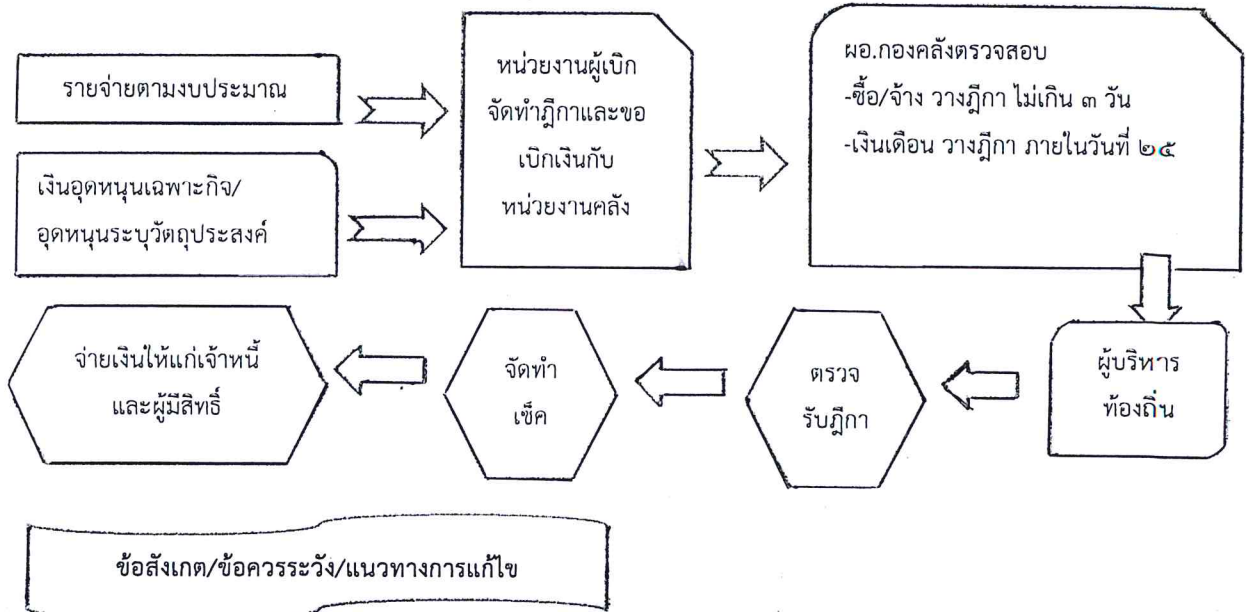 รายจ่ายตามงบประมาณ
เงินอุดหนุนเฉพาะกิจ/
อุดหนุนระบุวัตถุประสงค์
หน่วยงานผู้เบิก
จัดทำฎีกาและขอ
เบิกเงินกับ
หน่วยงานคลัง
ผอ.กองคลังตรวจสอบ
-ซื้อ/จ้าง วางฎีกา ไม่เกิน ๓ วัน
-เงินเดือน วางฎีกา ภายในวันที่ ๒๕
ผู้บริหาร
ท้องถิ่น
ตรวจ
รับฎีกา
จัดทำ
เช็ค
จ่ายเงินให้แก่เจ้าหนี้
และผู้มีสิทธิ์
ข้อสังเกต/ข้อควรระวัง/แนวทางการแก้ไข